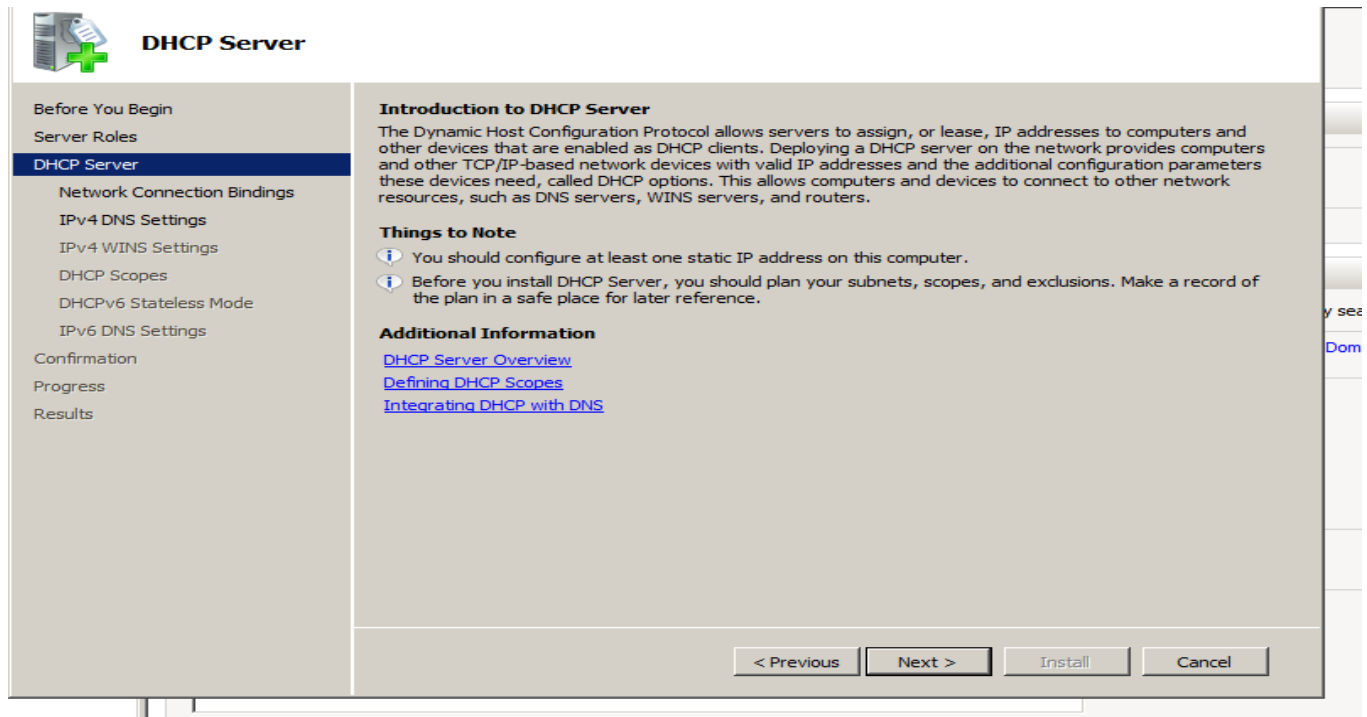 DHCP Server
Before You Begin
Server Roles
DHCP Server
Network Connection Bindings
IPv4 DNS Settings
IPv4 WINS Settings
DHCP Scopes
DHCPv6 Stateless Mode
IPv6 DNS Settings
Confirmation
Progress
Results
Introduction to DHCP Server
The Dynamic Host Configuration Protocol allows servers to assign, or lease, IP addresses to computers and
other devices that are enabled as DHCP clients. Deploying a DHCP server on the network provides computers
and other TCP/IP-based network devices with valid IP addresses and the additional configuration parameters
these devices need, called DHCP options. This allows computers and devices to connect to other network
resources, such as DNS servers, WINS servers, and routers.
Things to Note
You should configure at least one static IP address on this computer.
Before you install DHCP Server, you should plan your subnets, scopes, and exclusions. Make a record of
the plan in a safe place for later reference.
Additional Information
DHCP Server Overview
Defining DHCP Scopes
Integrating DHCP with DNS
< Previous
Next >
Install
Cancel
y sea
Dom